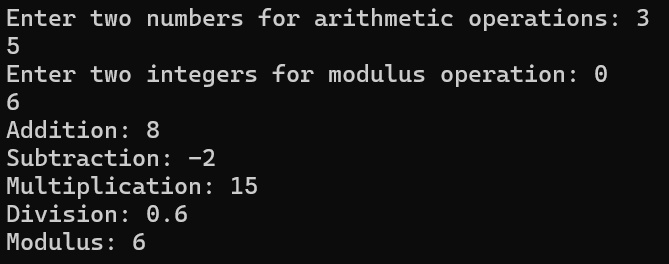 Enter two numbers for arithmetic operations: 3
5
Enter two integers for modulus operation: 0
6
Addition: 8
Subtraction: -2
Multiplication: 15
Division: 0.6
Modulus: 6